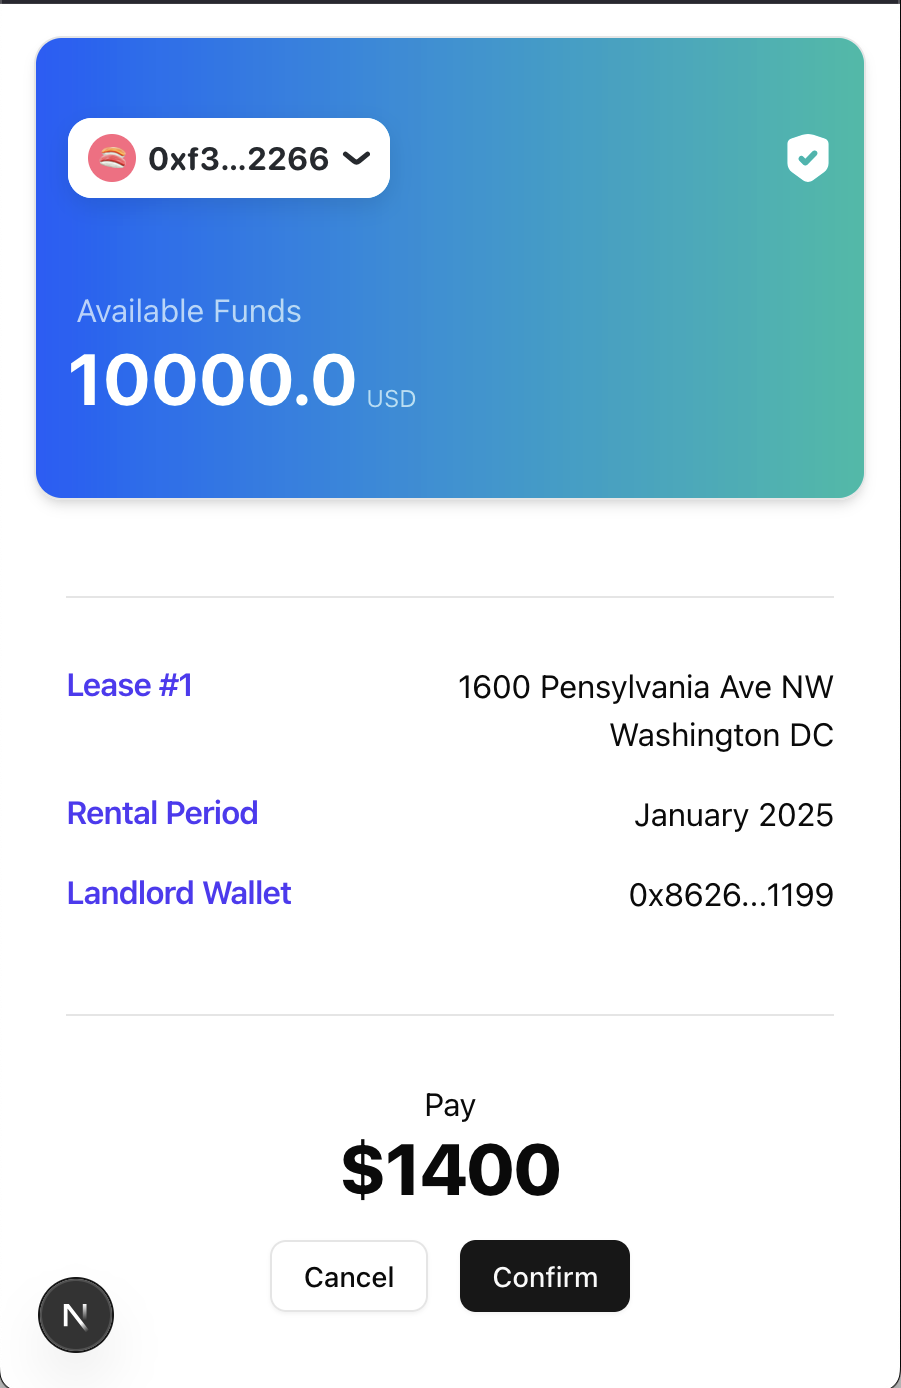 0xf3...2266
Available Funds
10000.0 USD
Lease #1
1600 Pensylvania Ave NW
Washington DC
Rental Period
January 2025
Landlord Wallet
0x8626...1199
Pay
$1400
Cancel
Confirm
N